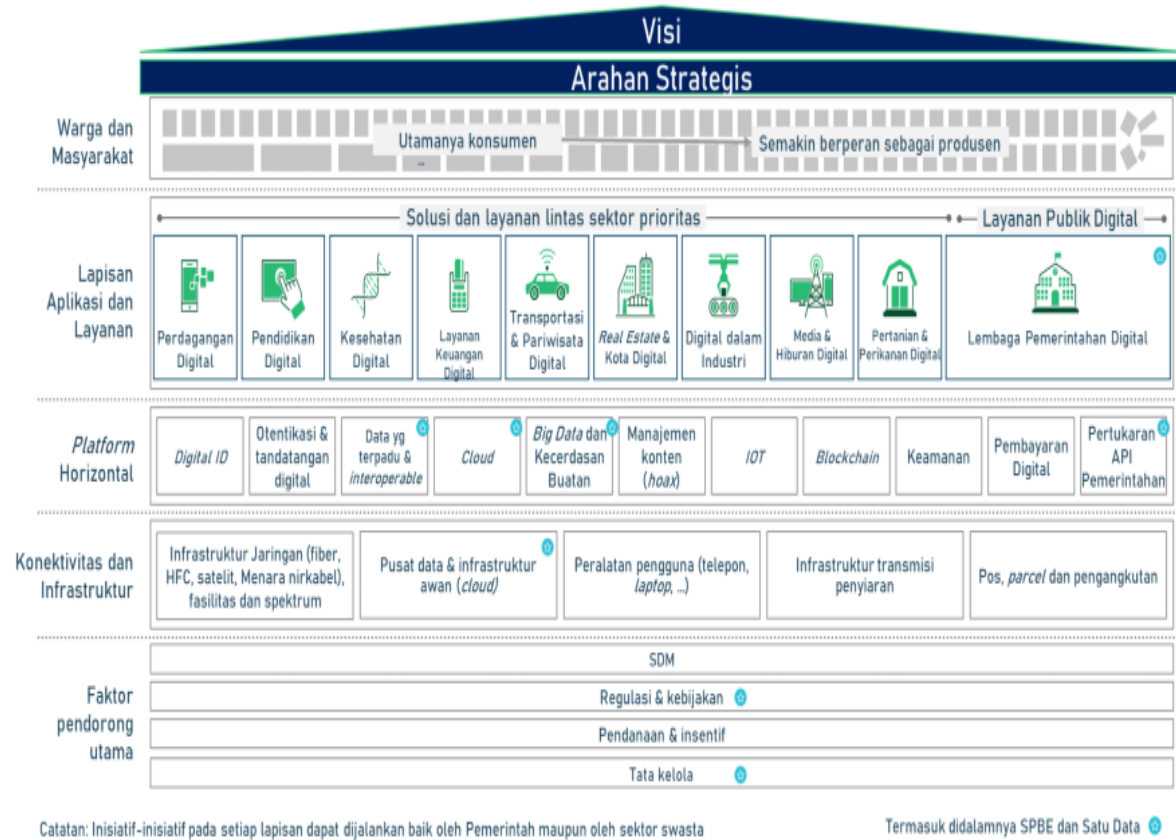 Visi
Arahan Strategis
Warga dan
Masyarakat
Utamanya konsumen
...
Semakin berperan sebagai produsen
Lapisan
Aplikasi dan
Layanan
Solusi dan layanan lintas sektor prioritas
Layanan Publik Digital
Perdagangan
Digital
Pendidikan
Digital
Kesehatan
Digital
Layanan
Keuangan
Digital
Transportasi
& Pariwisata
Digital
Real Estate &
Kota Digital
Digital dalam
Industri
Media &
Hiburan Digital
Pertanian &
Perikanan Digital
Lembaga Pemerintahan Digital
Platform
Horizontal
Digital ID
Otentikasi &
tandatangan
digital
Data yg
terpadu &
interoperable
Cloud
Big Data dan
Kecerdasan
Buatan
Manajemen
konten
(hoax)
IOT
Blockchain
Keamanan
Pembayaran
Digital
Pertukaran
API
Pemerintahan
Konektivitas dan
Infrastruktur
Infrastruktur Jaringan (fiber,
HFC, satelit, Menara nirkabel),
fasilitas dan spektrum
Pusat data & infrastruktur
awan (cloud)
Peralatan pengguna (telepon,
laptop, ...)
Infrastruktur transmisi
penyiaran
Pos, parcel dan pengangkutan
Faktor
pendorong
utama
SDM
Regulasi & kebijakan
Pendanaan & insentif
Tata kelola
Catatan: Inisiatif-inisiatif pada setiap lapisan dapat dijalankan baik oleh Pemerintah maupun oleh sektor swasta
Termasuk didalamnya SPBE dan Satu Data